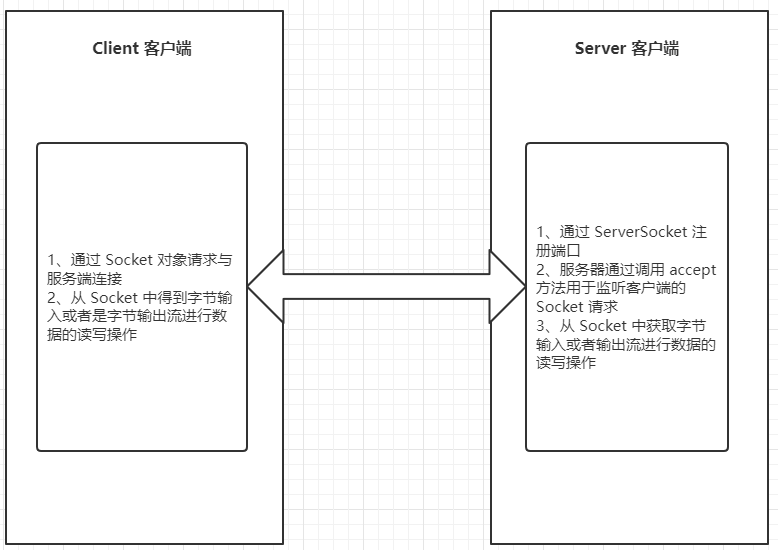 Client 客户端
1、通过 Socket 对象请求与
服务端连接
2、从 Socket 中得到字节输
入或者是字节输出流进行数
据的读写操作
Server 客户端
1、通过 ServerSocket 注
册端口
2、服务器通过调用 accept
方法用于监听客户端的
Socket 请求
3、从 Socket 中获取字节
输入或者输出流进行数据的
读写操作